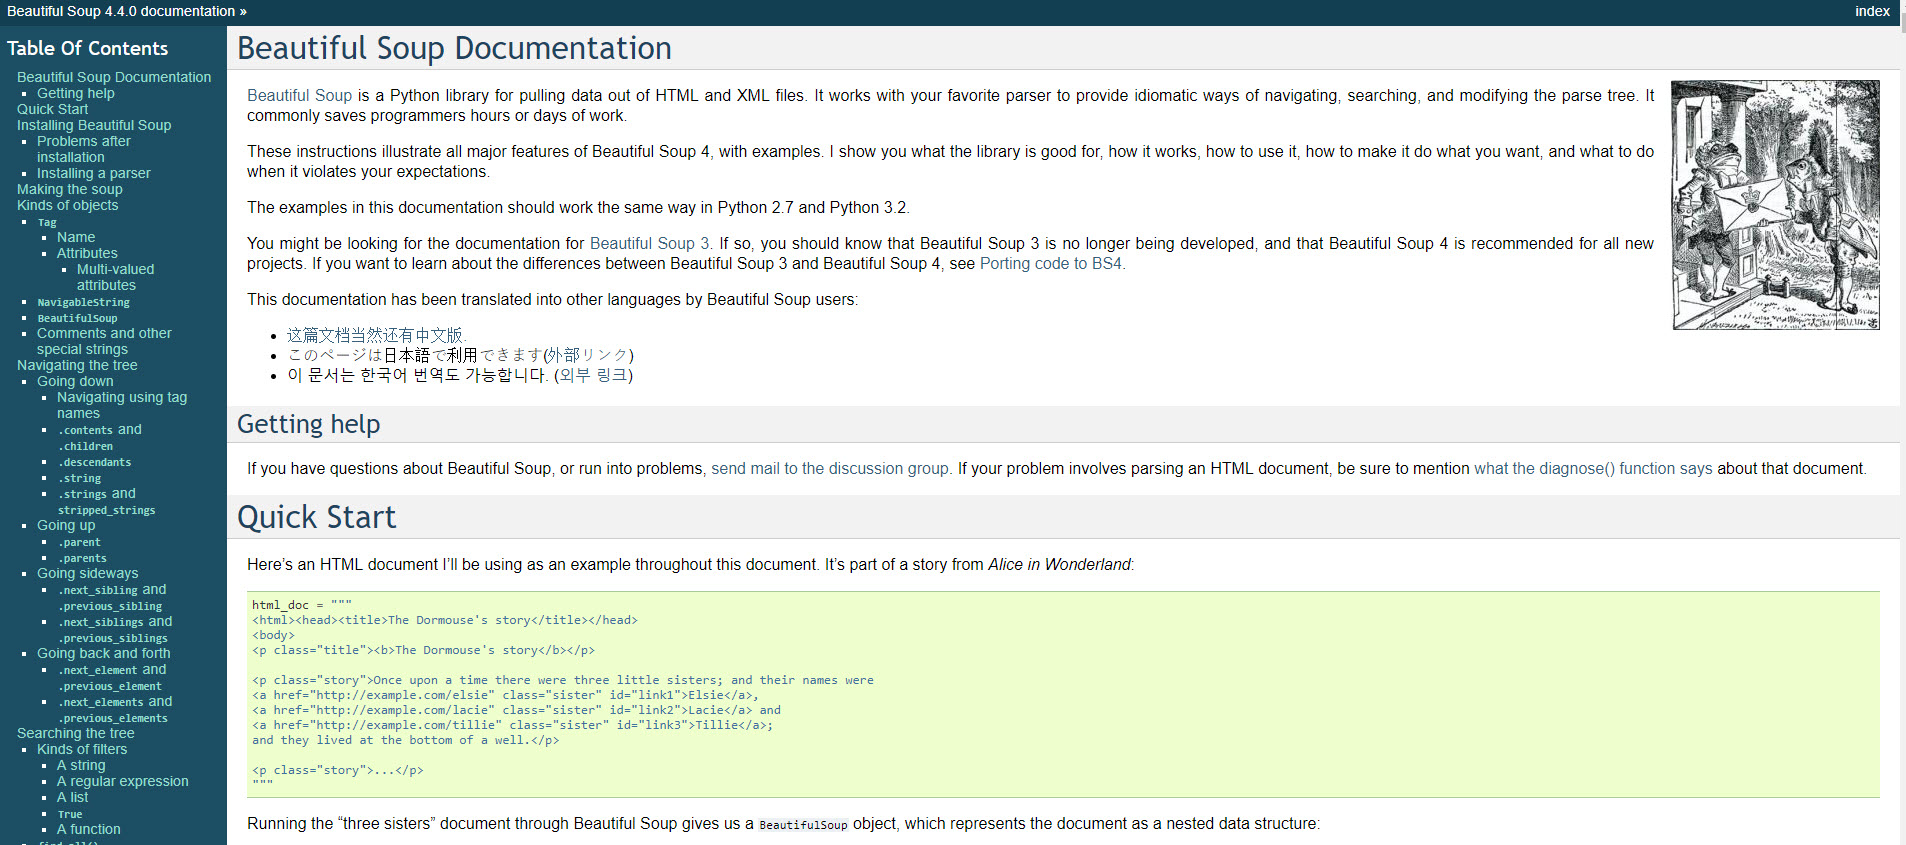 Beautiful Soup 4.4.0 documentation »
index
Table Of Contents
Beautiful Soup Documentation
Getting help
Quick Start
Installing Beautiful Soup
Problems after
installation
Installing a parser
Making the soup
Kinds of objects
Tag
Name
Attributes
Multi-valued
attributes
NavigableString
BeautifulSoup
Comments and other
special strings
Navigating the tree
Going down
Navigating using tag
names
.contents and
.children
.descendants
.string
.strings and
stripped_strings
Going up
.parent
.parents
Going sideways
.next_sibling and
.previous_sibling
.next_siblings and
.previous_siblings
Going back and forth
.next_element and
.previous_element
.next_elements and
.previous_elements
Searching the tree
Kinds of filters
A string
A regular expression
A list
True
A function
find_all()
Beautiful Soup Documentation
Beautiful Soup is a Python library for pulling data out of HTML and XML files. It works with your favorite parser to provide idiomatic ways of navigating, searching, and modifying the parse tree. It
commonly saves programmers hours or days of work.
These instructions illustrate all major features of Beautiful Soup 4, with examples. I show you what the library is good for, how it works, how to use it, how to make it do what you want, and what to do
when it violates your expectations.
The examples in this documentation should work the same way in Python 2.7 and Python 3.2.
You might be looking for the documentation for Beautiful Soup 3. If so, you should know that Beautiful Soup 3 is no longer being developed, and that Beautiful Soup 4 is recommended for all new
projects. If you want to learn about the differences between Beautiful Soup 3 and Beautiful Soup 4, see Porting code to BS4.
This documentation has been translated into other languages by Beautiful Soup users:
这篇文档当然还有中文版.
このページは日本語で利用できます(外部リンク)
이 문서는 한국어 번역도 가능합니다. (외부 링크)
Getting help
If you have questions about Beautiful Soup, or run into problems, send mail to the discussion group. If your problem involves parsing an HTML document, be sure to mention what the diagnose() function says about that document.
Quick Start
Here’s an HTML document I’ll be using as an example throughout this document. It’s part of a story from Alice in Wonderland:
html_doc = """
<html><head><title>The Dormouse's story</title></head>
<body>
<p class="title"><b>The Dormouse's story</b></p>
<p class="story">Once upon a time there were three little sisters; and their names were
<a href="http://example.com/elsie" class="sister" id="link1">Elsie</a>,
<a href="http://example.com/lacie" class="sister" id="link2">Lacie</a> and
<a href="http://example.com/tillie" class="sister" id="link3">Tillie</a>;
and they lived at the bottom of a well.</p>
<p class="story">...</p>
"""
Running the “three sisters” document through Beautiful Soup gives us a BeautifulSoup object, which represents the document as a nested data structure: